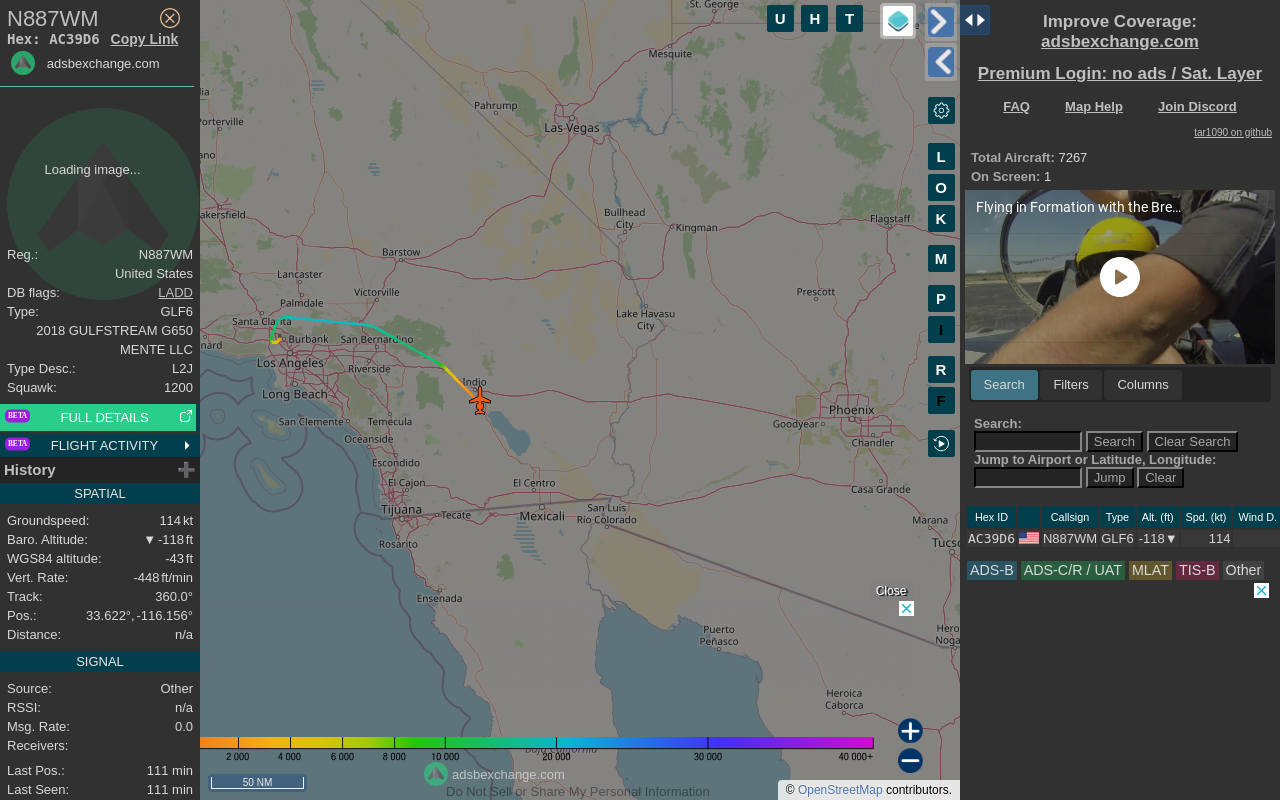 N887WM
Hex: AC39D6 Copy Link
adsbexchange.com
Loading image...
Reg.: N887WM
United States
DB flags: LADD
Type: GLF6
2018 GULFSTREAM G650
MENTE LLC
Type Desc.: L2J
Squawk: 1200
BETA FULL DETAILS
BETA FLIGHT ACTIVITY
History
SPATIAL
Groundspeed: 114 kt
Baro. Altitude: ▼ -118 ft
WGS84 altitude: -43 ft
Vert. Rate: -448 ft/min
Track: 360.0°
Pos.: 33.622°, -116.156°
Distance: n/a
SIGNAL
Source: Other
RSSI: n/a
Msg. Rate: 0.0
Receivers:
Last Pos.: 111 min
Last Seen: 111 min
St. George
Mesquite
Pahrump
Las Vegas
Porterville
Bullhead
City
Kingman
Flagstaff
Barstow
Lancaster
Victorville
Palmdale
Prescott
Lake Havasu
City
Santa Clarita
Burbank
San Bernardino
Los Angeles
Riverside
Indio
Long Beach
Phoenix
San Clemente
Temecula
Goodyear
Oceanside
Chandler
Escondido
El Cajon
El Centro
Casa Grande
Tijuana
Tecate
Mexicali
San Luis
Río Colorado
Marana
Rosarito
Ensenada
Puerto
Peñasco
Heroica
Caborca
U H T
L
O
K
M
P
I
R
F
Close
2 000 4 000 6 000 8 000 10 000 20 000 30 000 40 000+
50 NM
adsbexchange.com
Do Not Sell or Share My Personal Information
© OpenStreetMap contributors.
Improve Coverage:
adsbexchange.com
Premium Login: no ads / Sat. Layer
FAQ Map Help Join Discord
tar1090 on github
Total Aircraft: 7267
On Screen: 1
Flying in Formation with the Bre...
Search Filters Columns
Search:
Search Clear Search
Jump to Airport or Latitude, Longitude:
Jump Clear
Hex ID Callsign Type Alt. (ft) Spd. (kt) Wind D.
AC39D6 N887WM GLF6 -118▼ 114
ADS-B ADS-C/R / UAT MLAT TIS-B Other